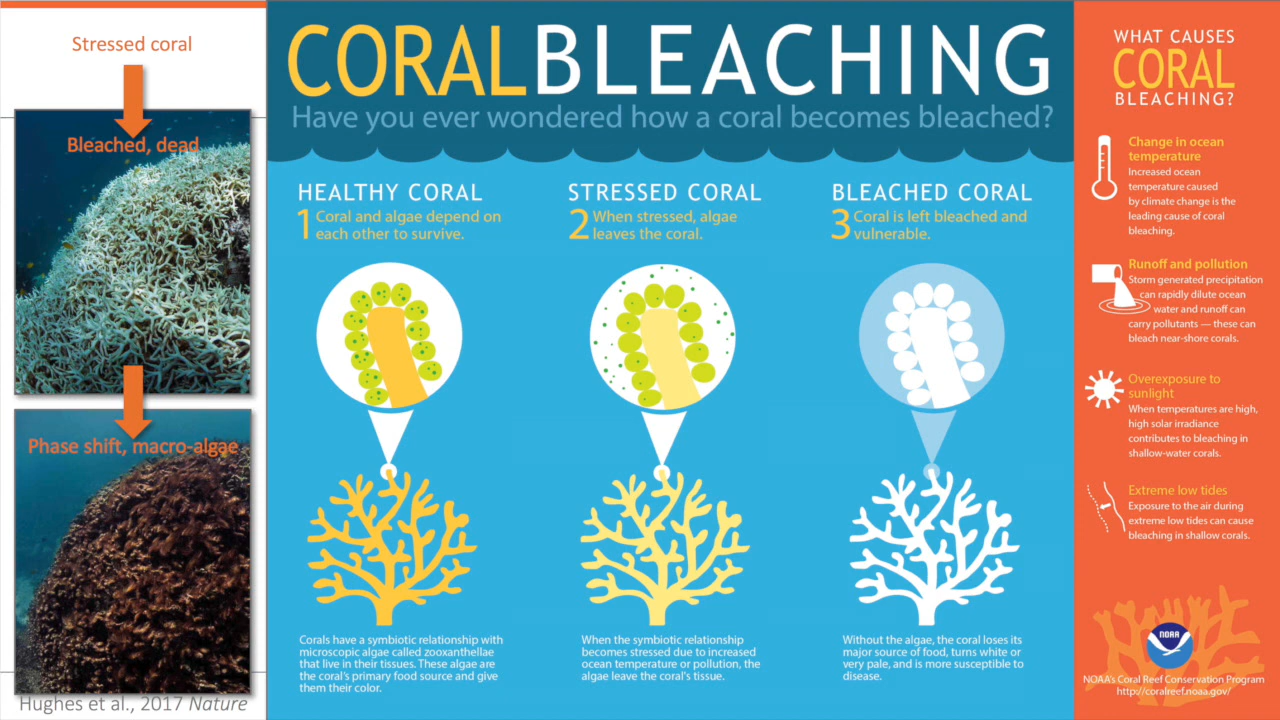 Stressed coral
Bleached, dead
Phase shift, macro-algae
Hughes et al., 2017 Nature
CORALBLEACHING
Have you ever wondered how a coral becomes bleached?
HEALTHY CORAL
1 Coral and algae depend on
each other to survive.
Corals have a symbiotic relationship with
microscopic algae called zooxanthellae
that live in their tissues. These algae are
the coral's primary food source and give
them their color.
STRESSED CORAL
2 When stressed, algae
leaves the coral.
When the symbiotic relationship
becomes stressed due to increased
ocean temperature or pollution, the
algae leave the coral's tissue.
BLEACHED CORAL
3 Coral is left bleached and
vulnerable.
Without the algae, the coral loses its
major source of food, turns white or
very pale, and is more susceptible to
disease.
WHAT CAUSES
CORAL
BLEACHING?
Change in ocean
temperature
Increased ocean
temperature caused
by climate change is the
leading cause of coral
bleaching.
Runoff and pollution
Storm generated precipitation
can rapidly dilute ocean
water and runoff can
carry pollutants — these can
bleach near-shore corals.
Overexposure to
sunlight
When temperatures are high,
high solar irradiance
contributes to bleaching in
shallow-water corals.
Extreme low tides
Exposure to the air during
extreme low tides can cause
bleaching in shallow corals.
NOAA
NOAA's Coral Reef Conservation Program
http://coralreef.noaa.gov/